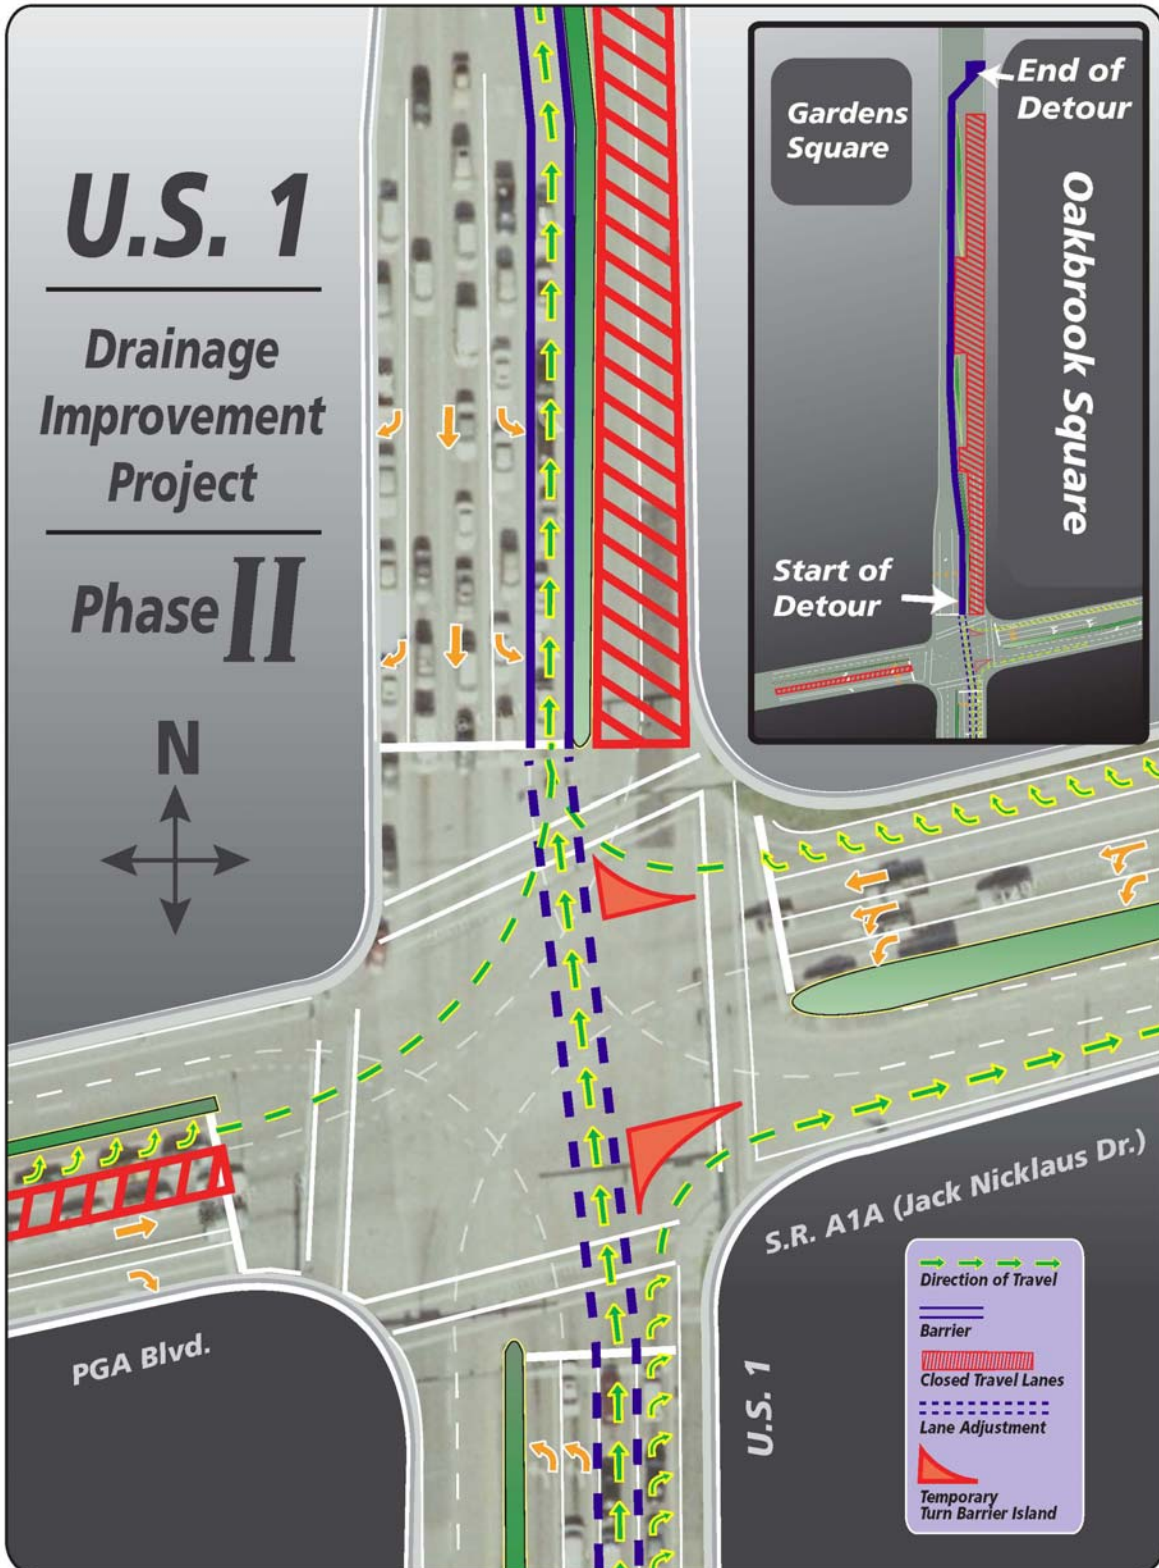 U.S. 1
Drainage
Improvement
Project
Phase II
N
Gardens
Square
End of
Detour
Oakbrook Square
Start of
Detour
S.R. A1A (Jack Nicklaus Dr.)
PGA Blvd.
U.S. 1
Direction of Travel
Barrier
Closed Travel Lanes
Lane Adjustment
Temporary
Turn Barrier Island